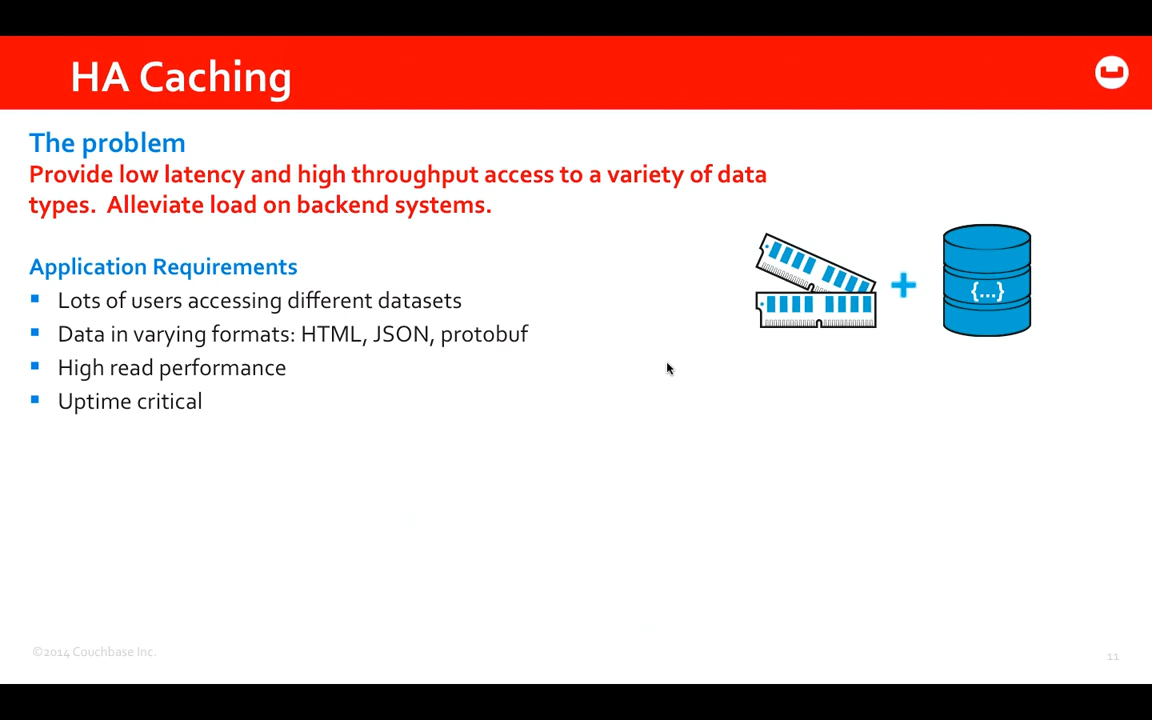 HA Caching
The problem
Provide low latency and high throughput access to a variety of data
types.  Alleviate load on backend systems.
Application Requirements
Lots of users accessing different datasets
Data in varying formats: HTML, JSON, protobuf
High read performance
Uptime critical
{...}
©2014 Couchbase Inc.
11